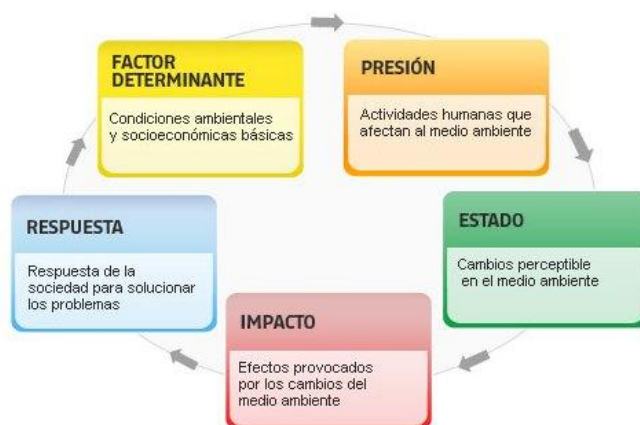 FACTOR
DETERMINANTE
Condiciones ambientales
y socioeconómicas básicas
PRESIÓN
Actividades humanas que
afectan al medio ambiente
ESTADO
Cambios perceptible
en el medio ambiente
IMPACTO
Efectos provocados
por los cambios del
medio ambiente
RESPUESTA
Respuesta de la
sociedad para solucionar
los problemas